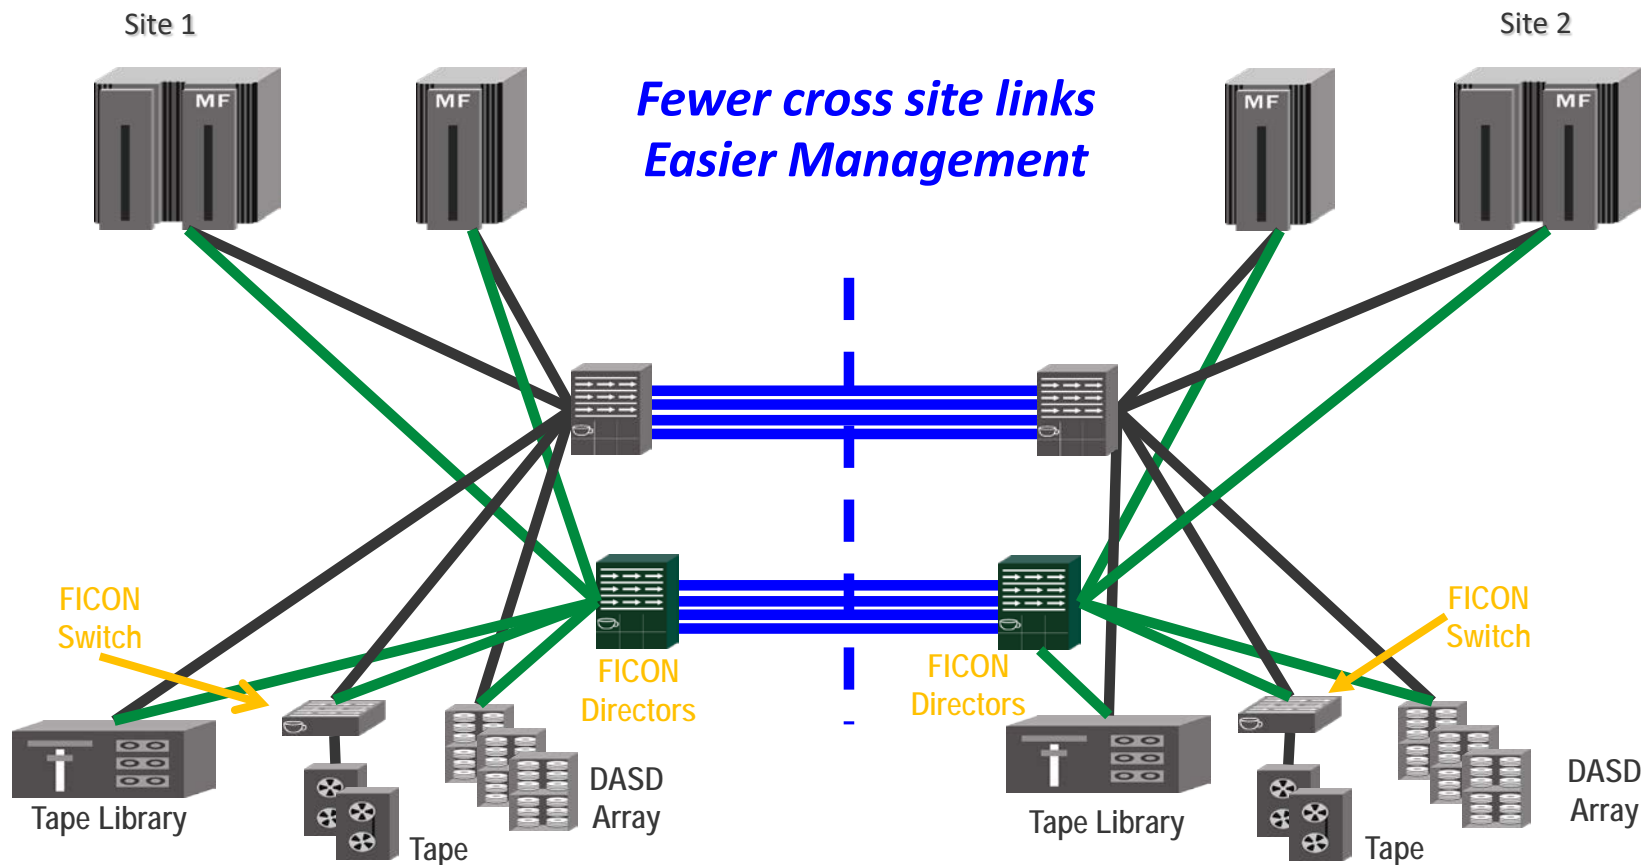 Site 1
Site 2
MF
MF
MF
MF
Fewer cross site links
Easier Management
FICON
Switch
FICON
Directors
FICON
Directors
FICON
Switch
Tape Library
Tape
DASD
Array
Tape Library
Tape
DASD
Array